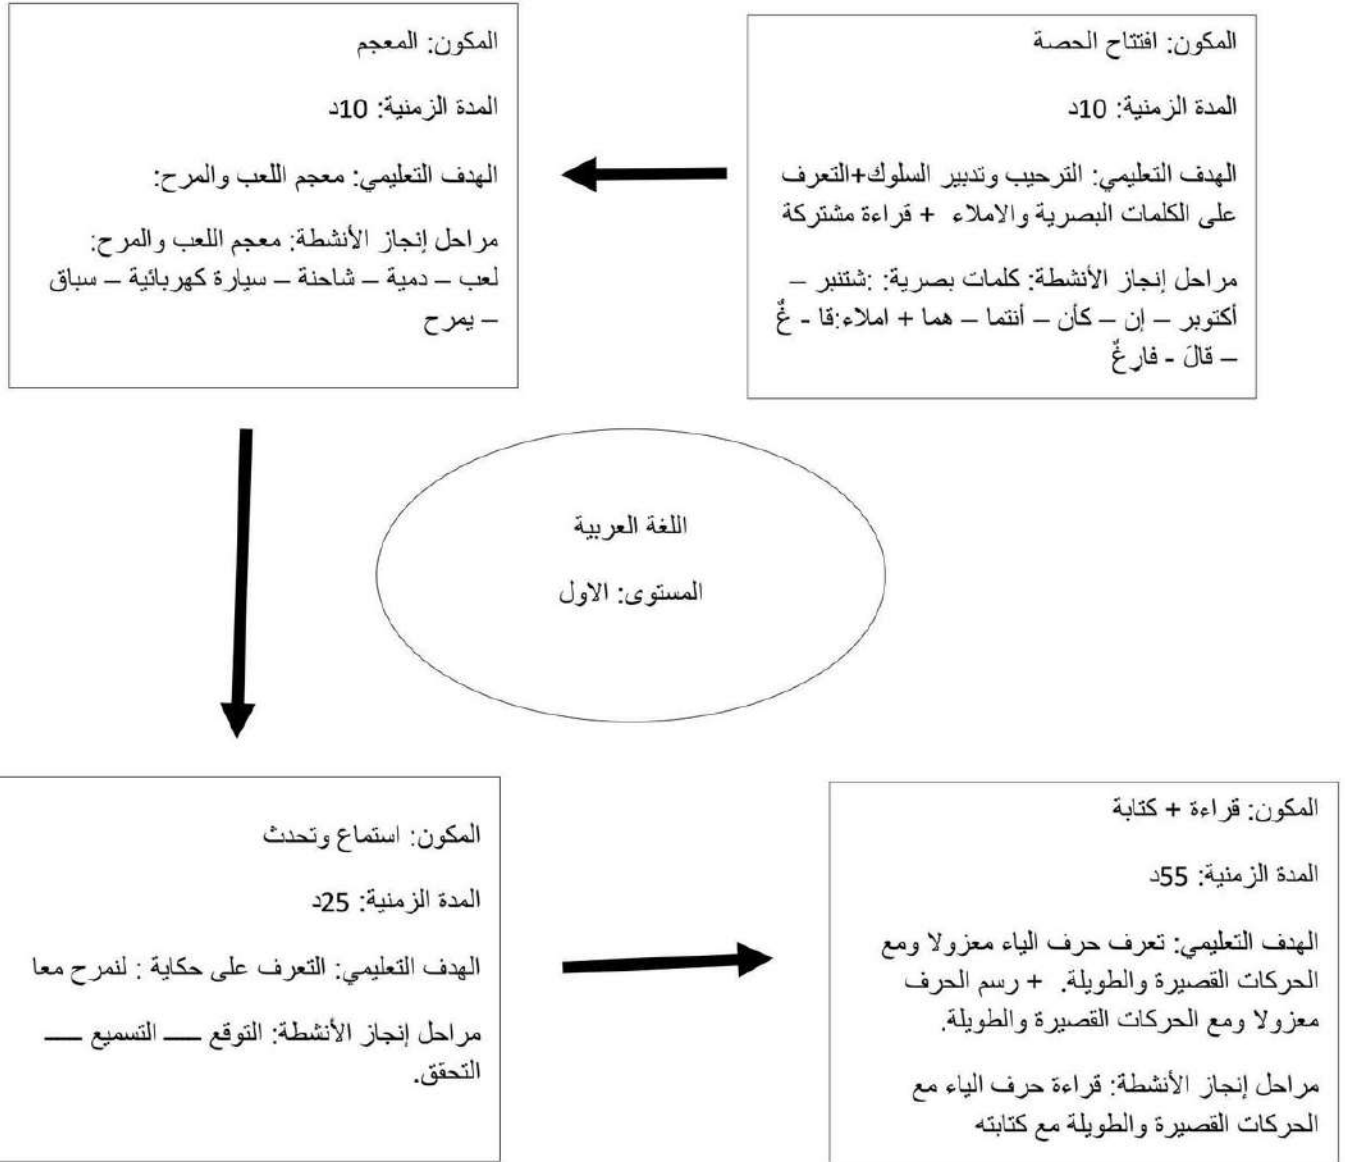 المكون: افتتاح الحصة
المدة الزمنية: 10د
الهدف التعليمي: الترحيب وتدبير السلوك+التعرف
على الكلمات البصرية والاملاء + قراءة مشتركة
مراحل إنجاز الأنشطة: كلمات بصرية: :شتنبر –
أكتوبر – إن – كأن – أنتما – هما + املاء:قا - غٌ
– قالَ - فارِغٌ
المكون: المعجم
المدة الزمنية: 10د
الهدف التعليمي: معجم اللعب والمرح:
مراحل إنجاز الأنشطة: معجم اللعب والمرح:
لعب – دمية – شاحنة – سيارة كهربائية – سباق
– يمرح
اللغة العربية
المستوى: الاول
المكون: استماع وتحدث
المدة الزمنية: 25د
الهدف التعليمي: التعرف على حكاية : لنمرح معا
مراحل إنجاز الأنشطة: التوقع ــــ التسميع ــــ
التحقق.
المكون: قراءة + كتابة
المدة الزمنية: 55د
الهدف التعليمي: تعرف حرف الياء معزولا ومع
الحركات القصيرة والطويلة. + رسم الحرف
معزولا ومع الحركات القصيرة والطويلة.
مراحل إنجاز الأنشطة: قراءة حرف الياء مع
الحركات القصيرة والطويلة مع كتابته